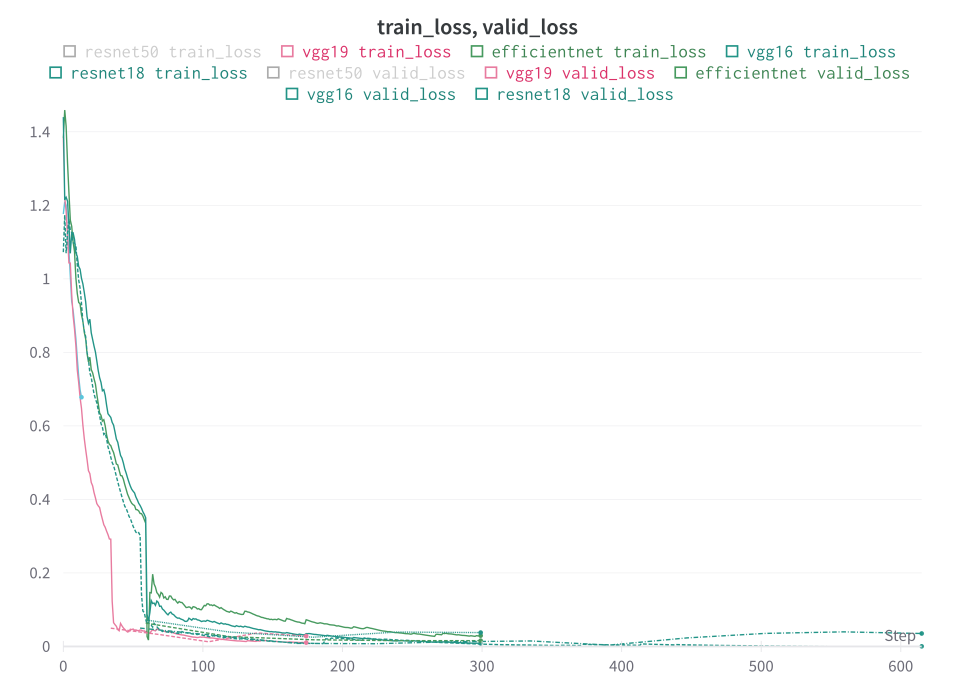 train_loss, valid_loss
resnet50 train_loss vgg19 train_loss efficientnet train_loss vgg16 train_loss
resnet18 train_loss resnet50 valid_loss vgg19 valid_loss efficientnet valid_loss
vgg16 valid_loss resnet18 valid_loss
1.4
1.2
1
0.8
0.6
0.4
0.2
0
Step
0 100 200 300 400 500 600